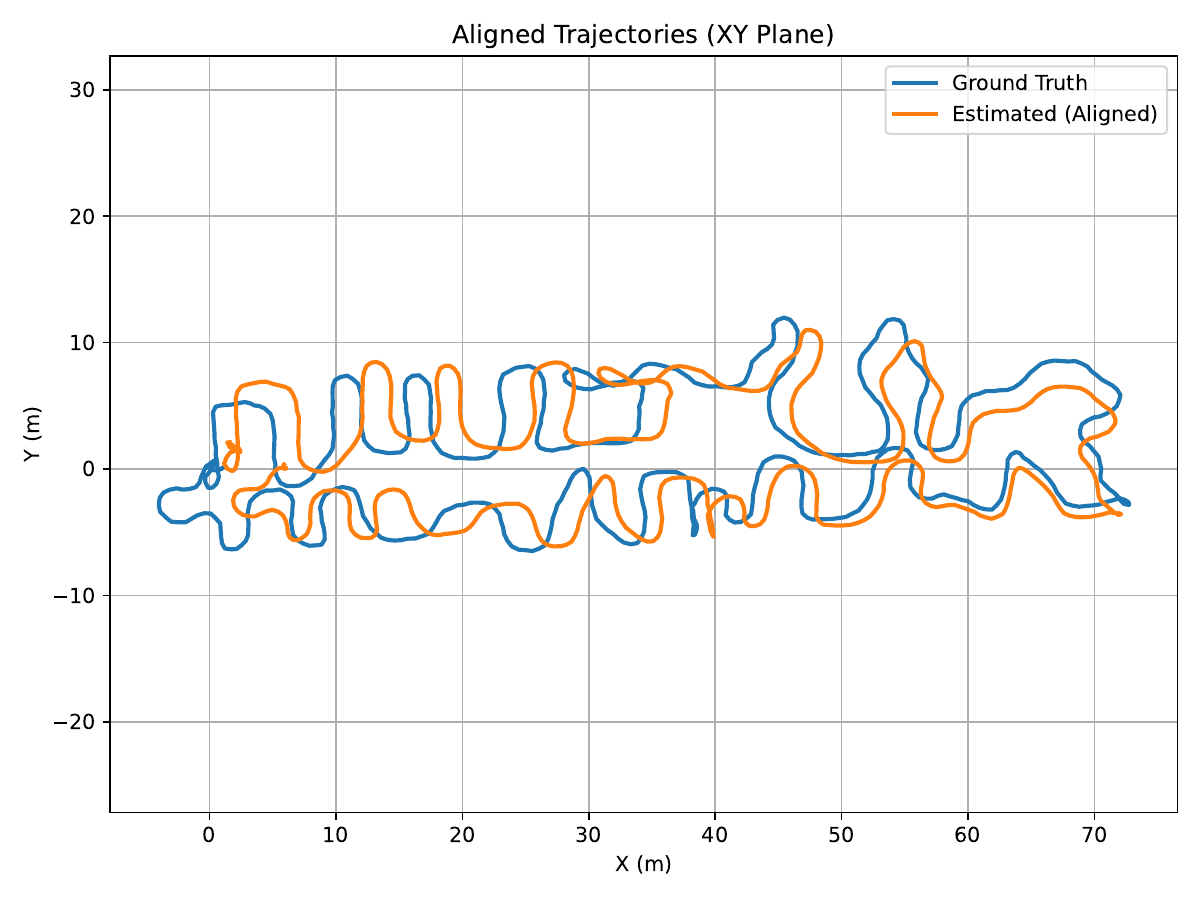 Aligned Trajectories (XY Plane)
Ground Truth
Estimated (Aligned)
30
20
10
0
−10
−20
Y (m)
0 10 20 30 40 50 60 70
X (m)